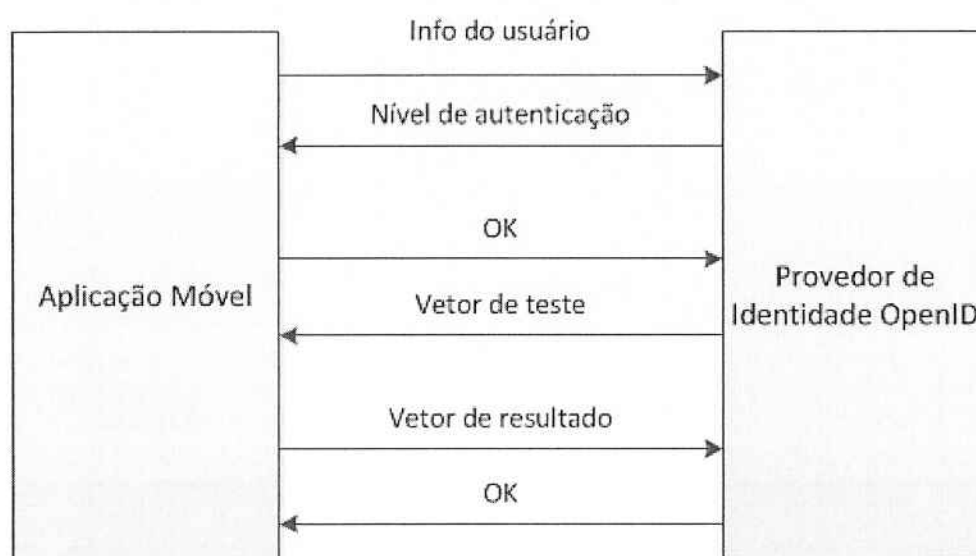 Info do usuário
Nível de autenticação
OK
Aplicação Móvel
Vetor de teste
Provedor de
Identidade OpenID
Vetor de resultado
OK